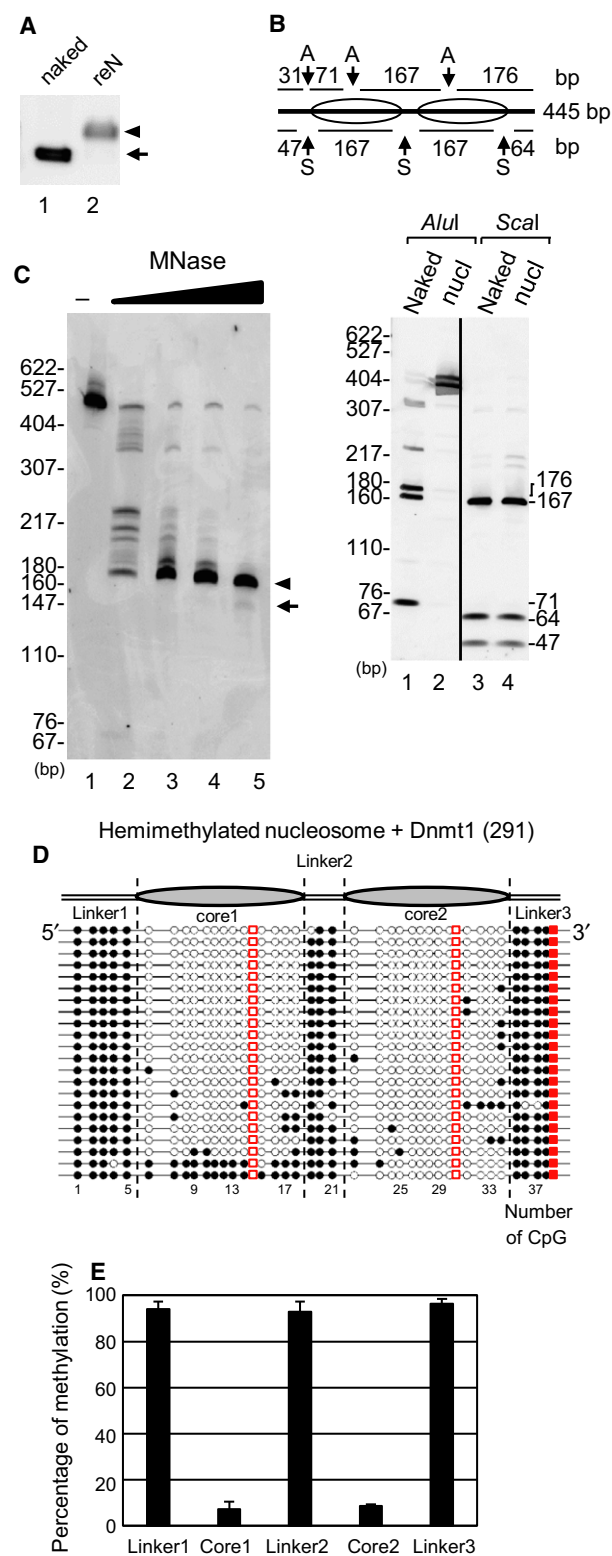 A
naked
reN
1 2
B
A A A
31 71 167 176 bp
445 bp
47 167 167 64 bp
S S S
AluI ScaI
Naked
nucl
Naked
nucl
622-
527-
404-
307-
217-
180-
160-
110-
76-
67-
(bp)
176
-167
-71
-64
-47
1 2 3 4
C
MNase
–
622-
527-
404-
307-
217-
180-
160-
147-
110-
76-
67-
(bp)
1 2 3 4 5
Hemimethylated nucleosome + Dnmt1 (291)
D
Linker2
Linker1 core1 core2 Linker3
5′ 3′
1 5 9 13 17 21 25 29 33 37
Number
of CpG
E
Percentage of methylation (%)
100
80
60
40
20
0
Linker1 Core1 Linker2 Core2 Linker3